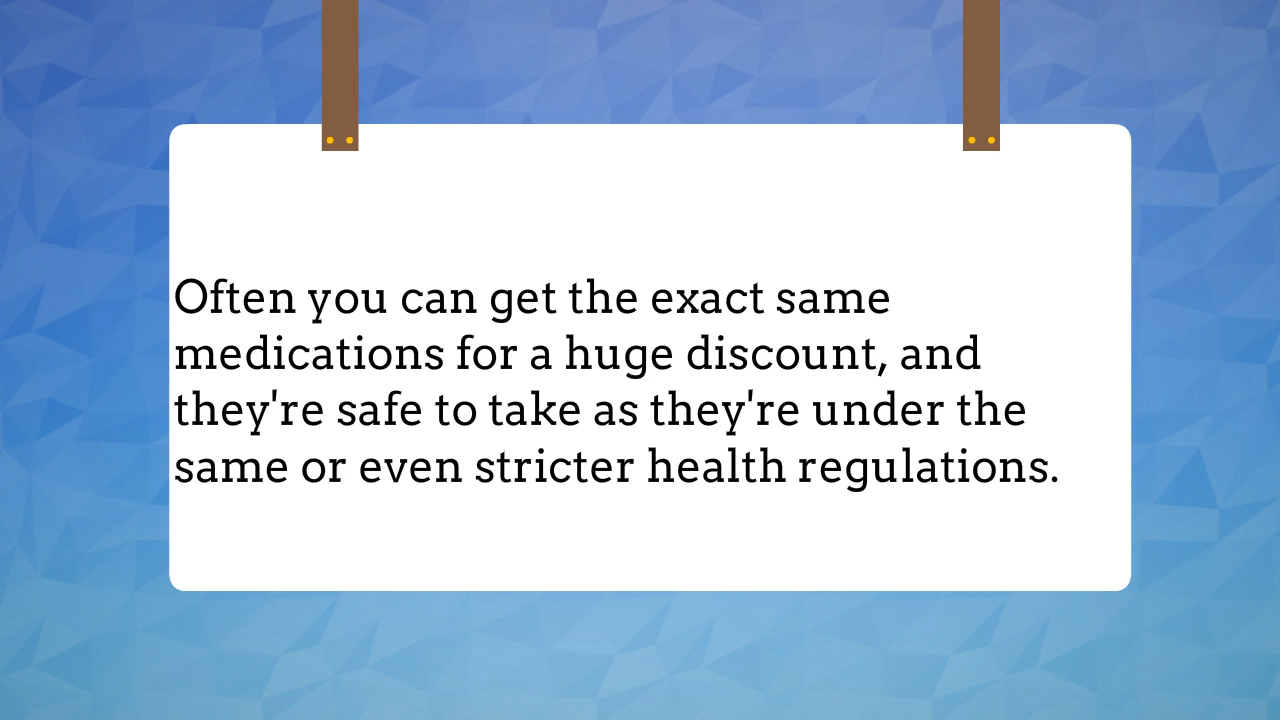 Often you can get the exact same
medications for a huge discount, and
they're safe to take as they're under the
same or even stricter health regulations.